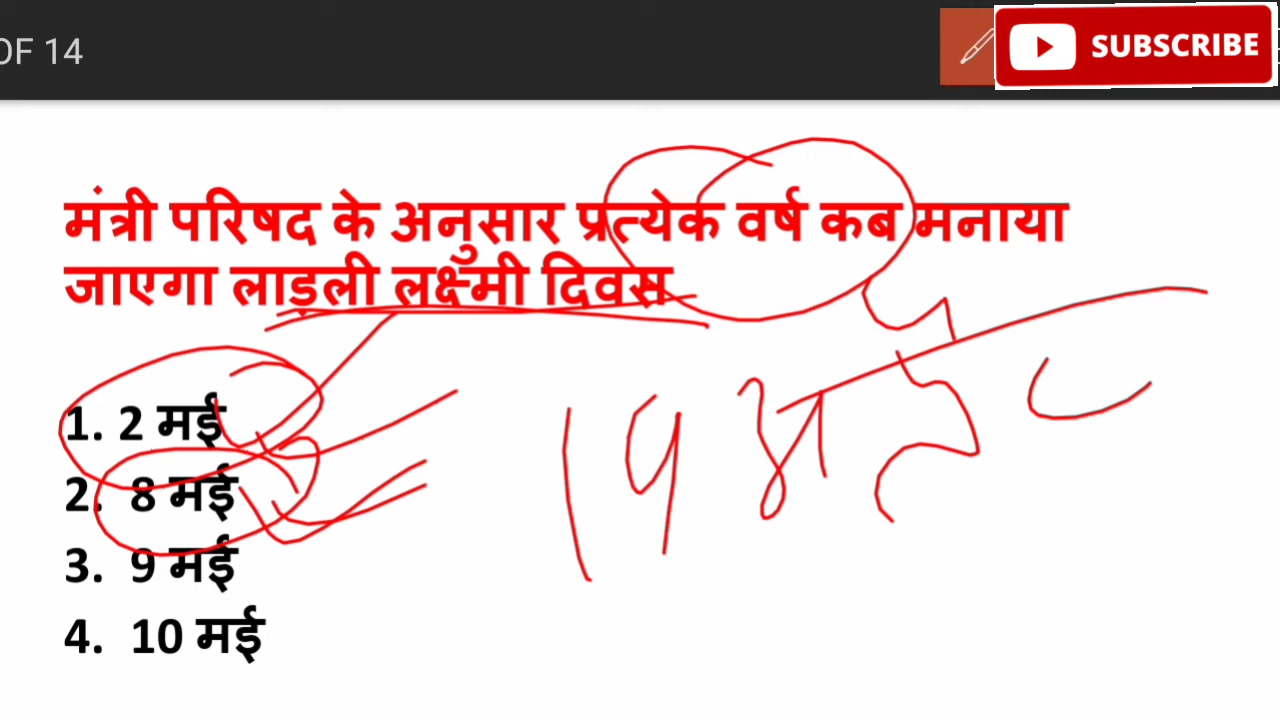 OF 14
SUBSCRIBE
मंत्री परिषद के अनुसार प्रत्येक वर्ष कब मनाया
जाएगा लाड़ली लक्ष्मी दिवस
1. 2 मई
2. 8 मई
3. 9 मई
4. 10 मई